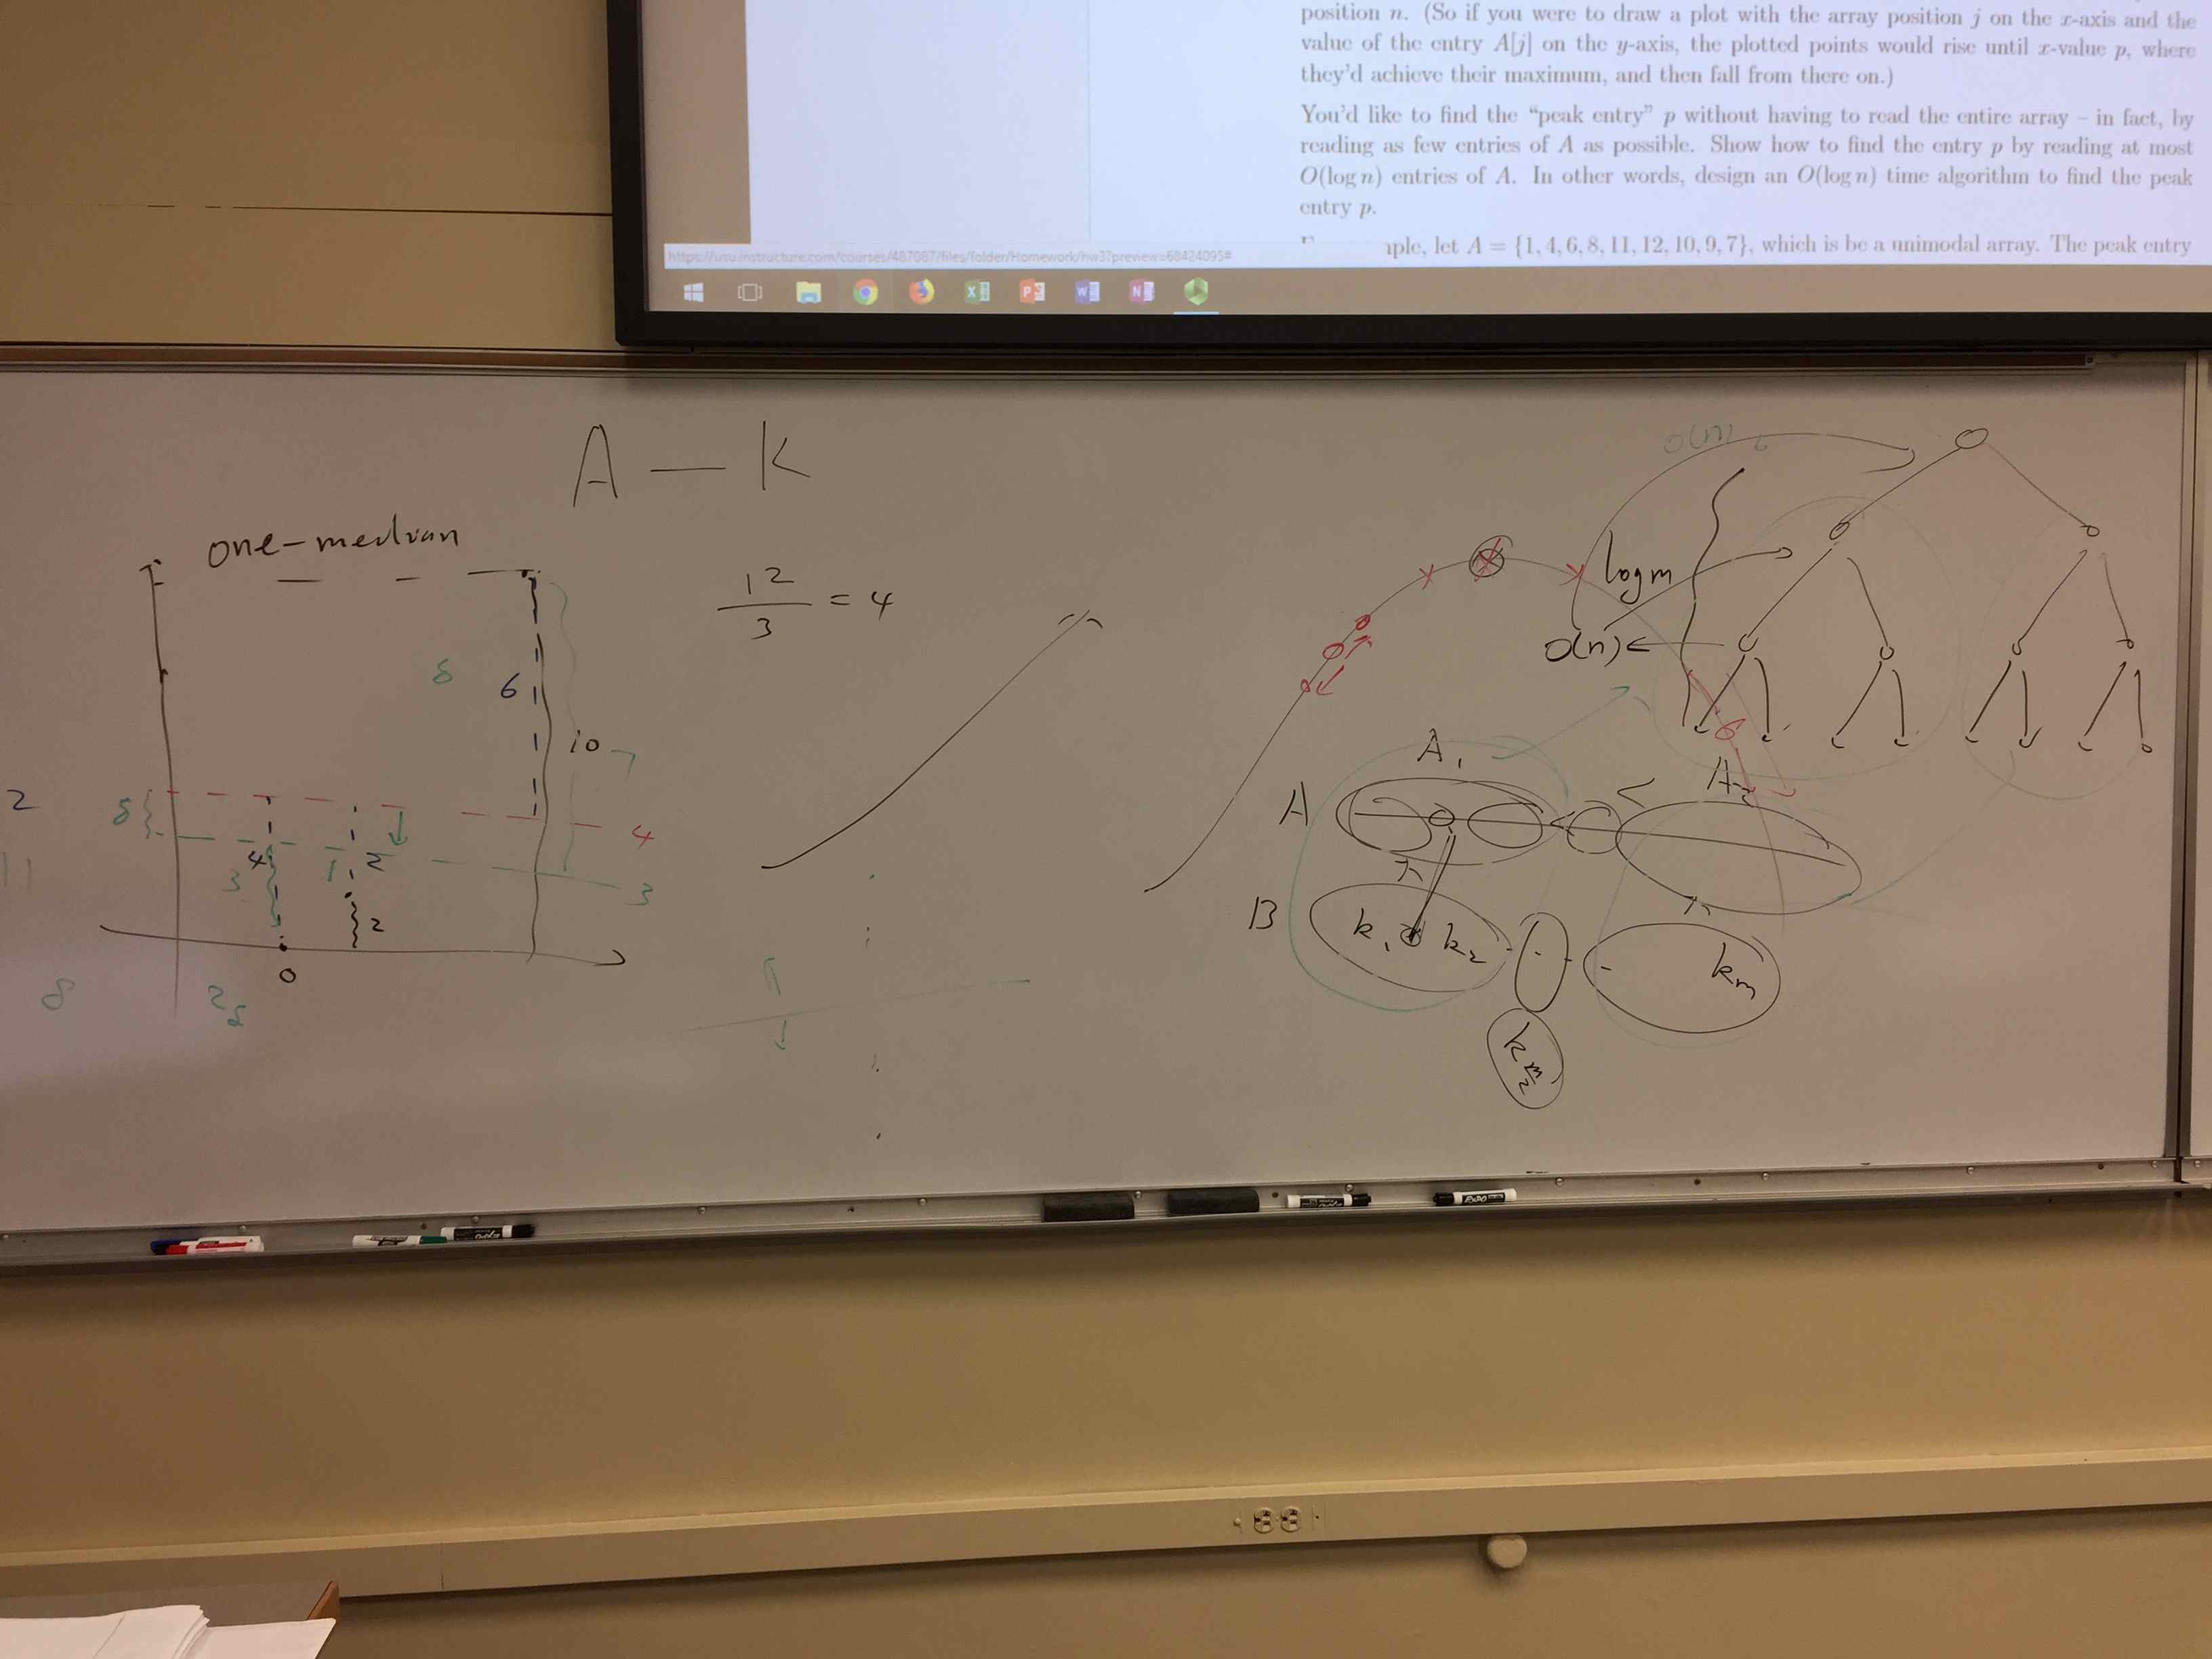 position n. (So if you were to draw a plot with the array position j on the x-axis and the
value of the entry A[j] on the y-axis, the plotted points would rise until x-value p, where
they'd achieve their maximum, and then fall from there on.)
You'd like to find the “peak entry” p without having to read the entire array – in fact, by
reading as few entries of A as possible. Show how to find the entry p by reading at most
O(log n) entries of A. In other words, design an O(log n) time algorithm to find the peak
entry p.
mple, let A = {1, 4, 6, 8, 11, 12, 10, 9, 7}, which is be a unimodal array. The peak entry
https://usu.instructure.com/courses/487087/files/folder/Homework/hw3?preview=68424095#
A — K
one-median
12
3
= 4
8
6
10
7
2
4
4
2
3
1
3
2
0
8
O(n)
log m
O(n)
A1
A2
A
B
k1
k2
km
k m/2
EXPO